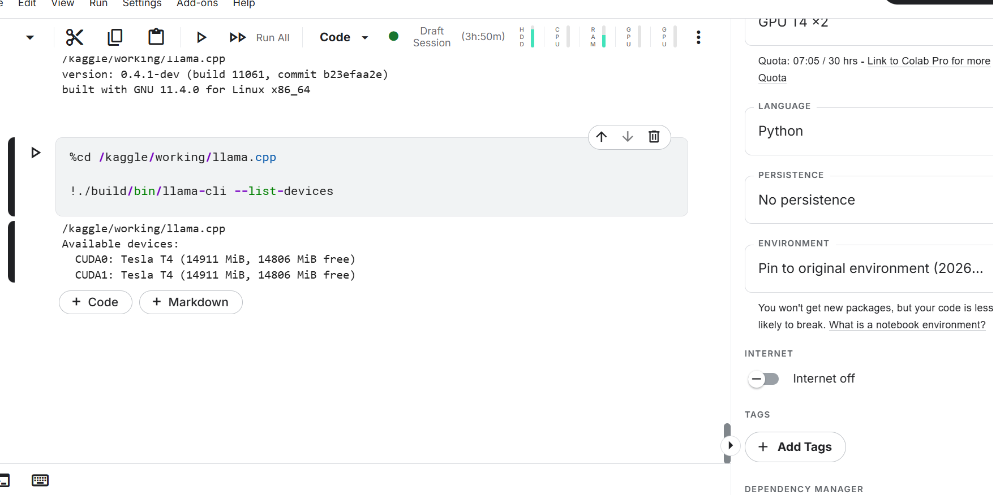 Edit View Run Settings Add-ons Help
Run All
Code
Draft Session
(3h:50m)
HDD
CPU
RAM
GPU
GPU
/kaggle/working/llama.cpp
version: 0.4.1-dev (build 11061, commit b23efaa2e)
built with GNU 11.4.0 for Linux x86_64
%cd /kaggle/working/llama.cpp
!./build/bin/llama-cli --list-devices
/kaggle/working/llama.cpp
Available devices:
CUDA0: Tesla T4 (14911 MiB, 14806 MiB free)
CUDA1: Tesla T4 (14911 MiB, 14806 MiB free)
+ Code
+ Markdown
GPU T4 ×2
Quota: 07:05 / 30 hrs - Link to Colab Pro for more
Quota
LANGUAGE
Python
PERSISTENCE
No persistence
ENVIRONMENT
Pin to original environment (2026...
You won't get new packages, but your code is less
likely to break. What is a notebook environment?
INTERNET
Internet off
TAGS
+ Add Tags
DEPENDENCY MANAGER